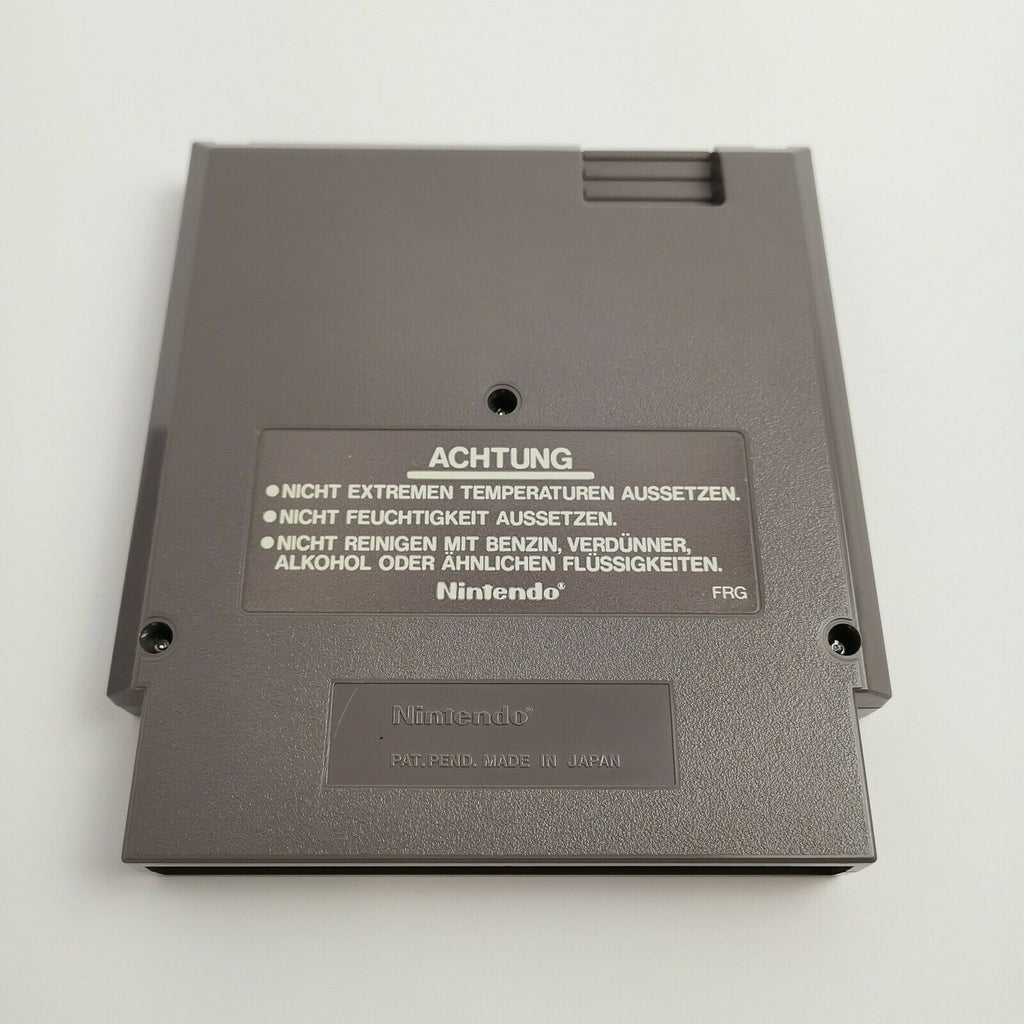 ACHTUNG
●NICHT EXTREMEN TEMPERATUREN AUSSETZEN.
●NICHT FEUCHTIGKEIT AUSSETZEN.
●NICHT REINIGEN MIT BENZIN, VERDÜNNER,
ALKOHOL ODER ÄHNLICHEN FLÜSSIGKEITEN.
Nintendo®
FRG
Nintendo®
PAT. PEND. MADE IN JAPAN